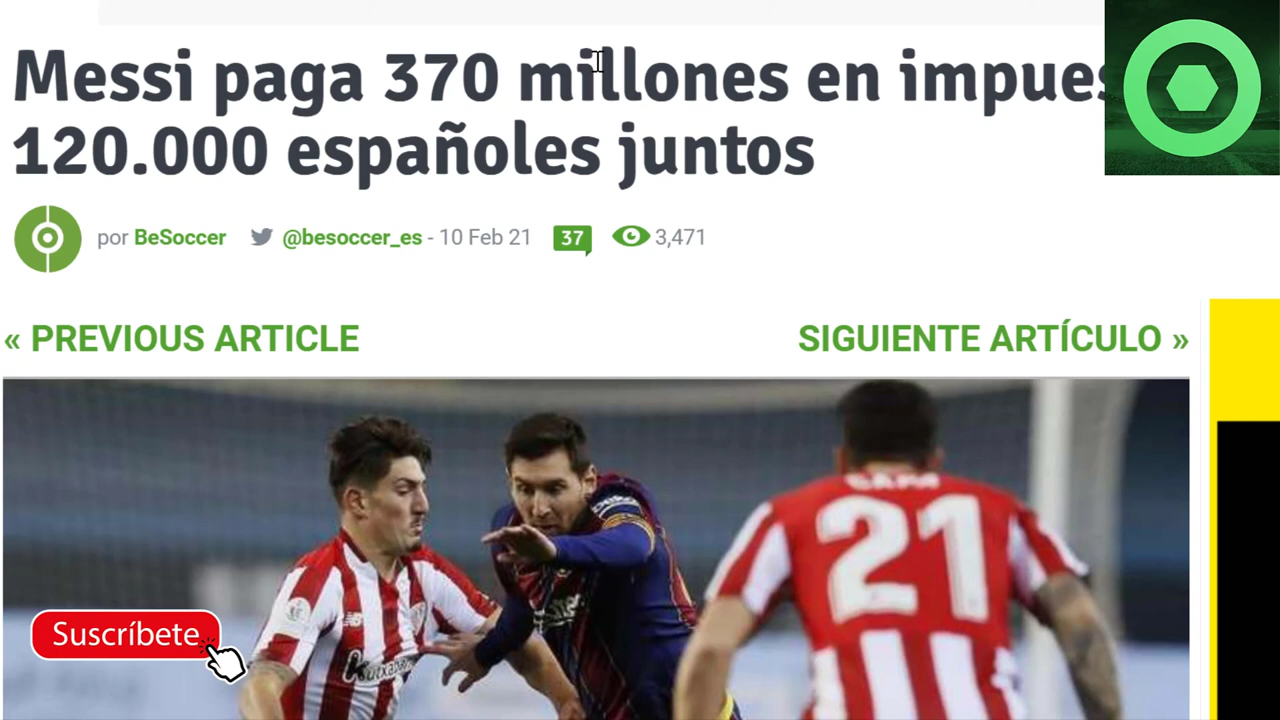 Messi paga 370 millones en
120.000 españoles juntos
por BeSoccer @besoccer_es - 10 Feb 21 37 3,471
« PREVIOUS ARTICLE SIGUIENTE ARTÍCULO »
CAPA
21
Suscríbete